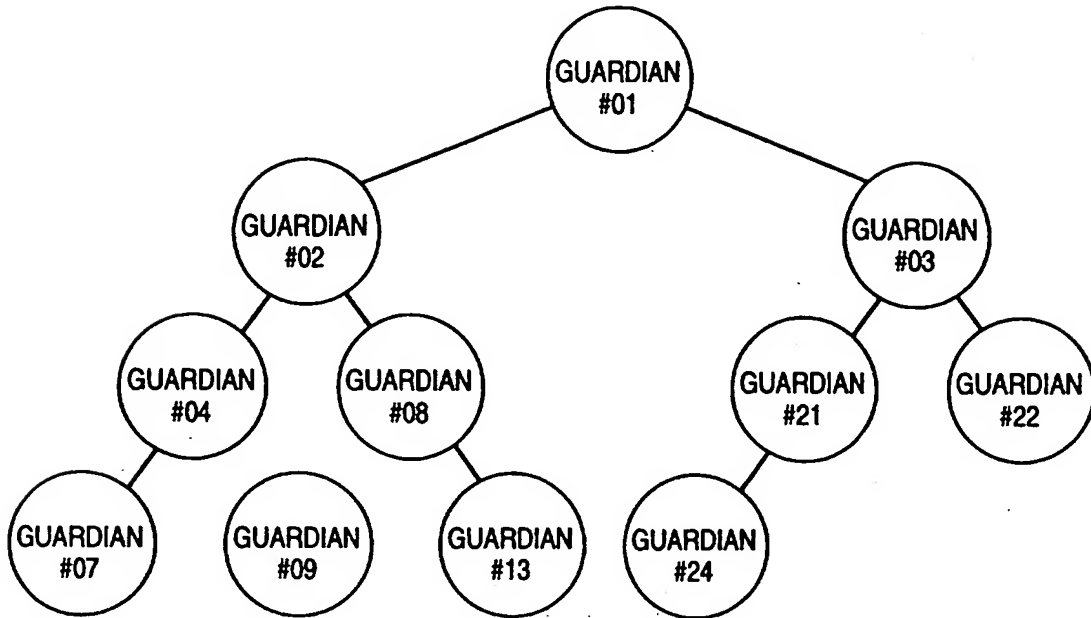 GUARDIAN
#01
GUARDIAN
#02
GUARDIAN
#03
GUARDIAN
#04
GUARDIAN
#08
GUARDIAN
#21
GUARDIAN
#22
GUARDIAN
#07
GUARDIAN
#09
GUARDIAN
#13
GUARDIAN
#24